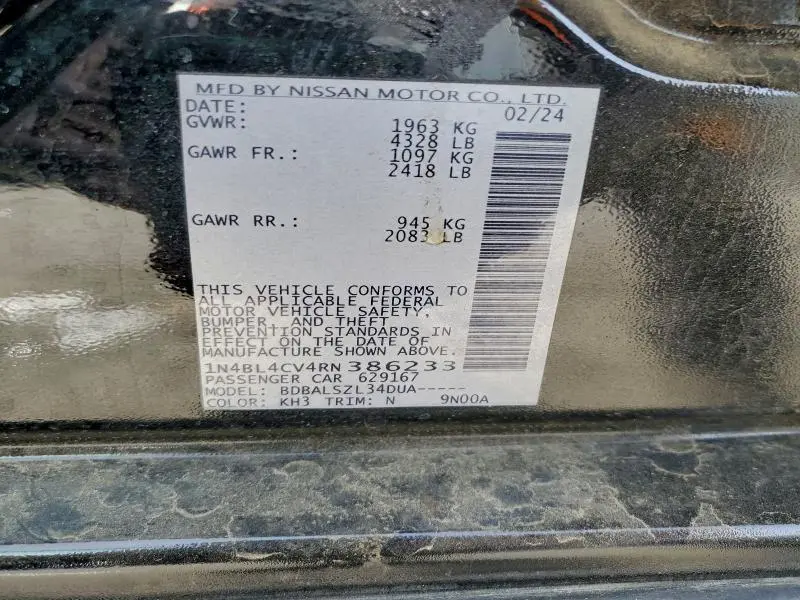 MFD BY NISSAN MOTOR CO., LTD.
DATE: 02/24
GVWR: 1963 KG
4328 LB
GAWR FR.: 1097 KG
2418 LB
GAWR RR.: 945 KG
2083 LB
THIS VEHICLE CONFORMS TO
ALL APPLICABLE FEDERAL
MOTOR VEHICLE SAFETY,
BUMPER, AND THEFT
PREVENTION STANDARDS IN
EFFECT ON THE DATE OF
MANUFACTURE SHOWN ABOVE.
1N4BL4CV4RN386233
PASSENGER CAR 629167
MODEL: BDBALSZL34DUA-----
COLOR: KH3 TRIM: N 9N00A